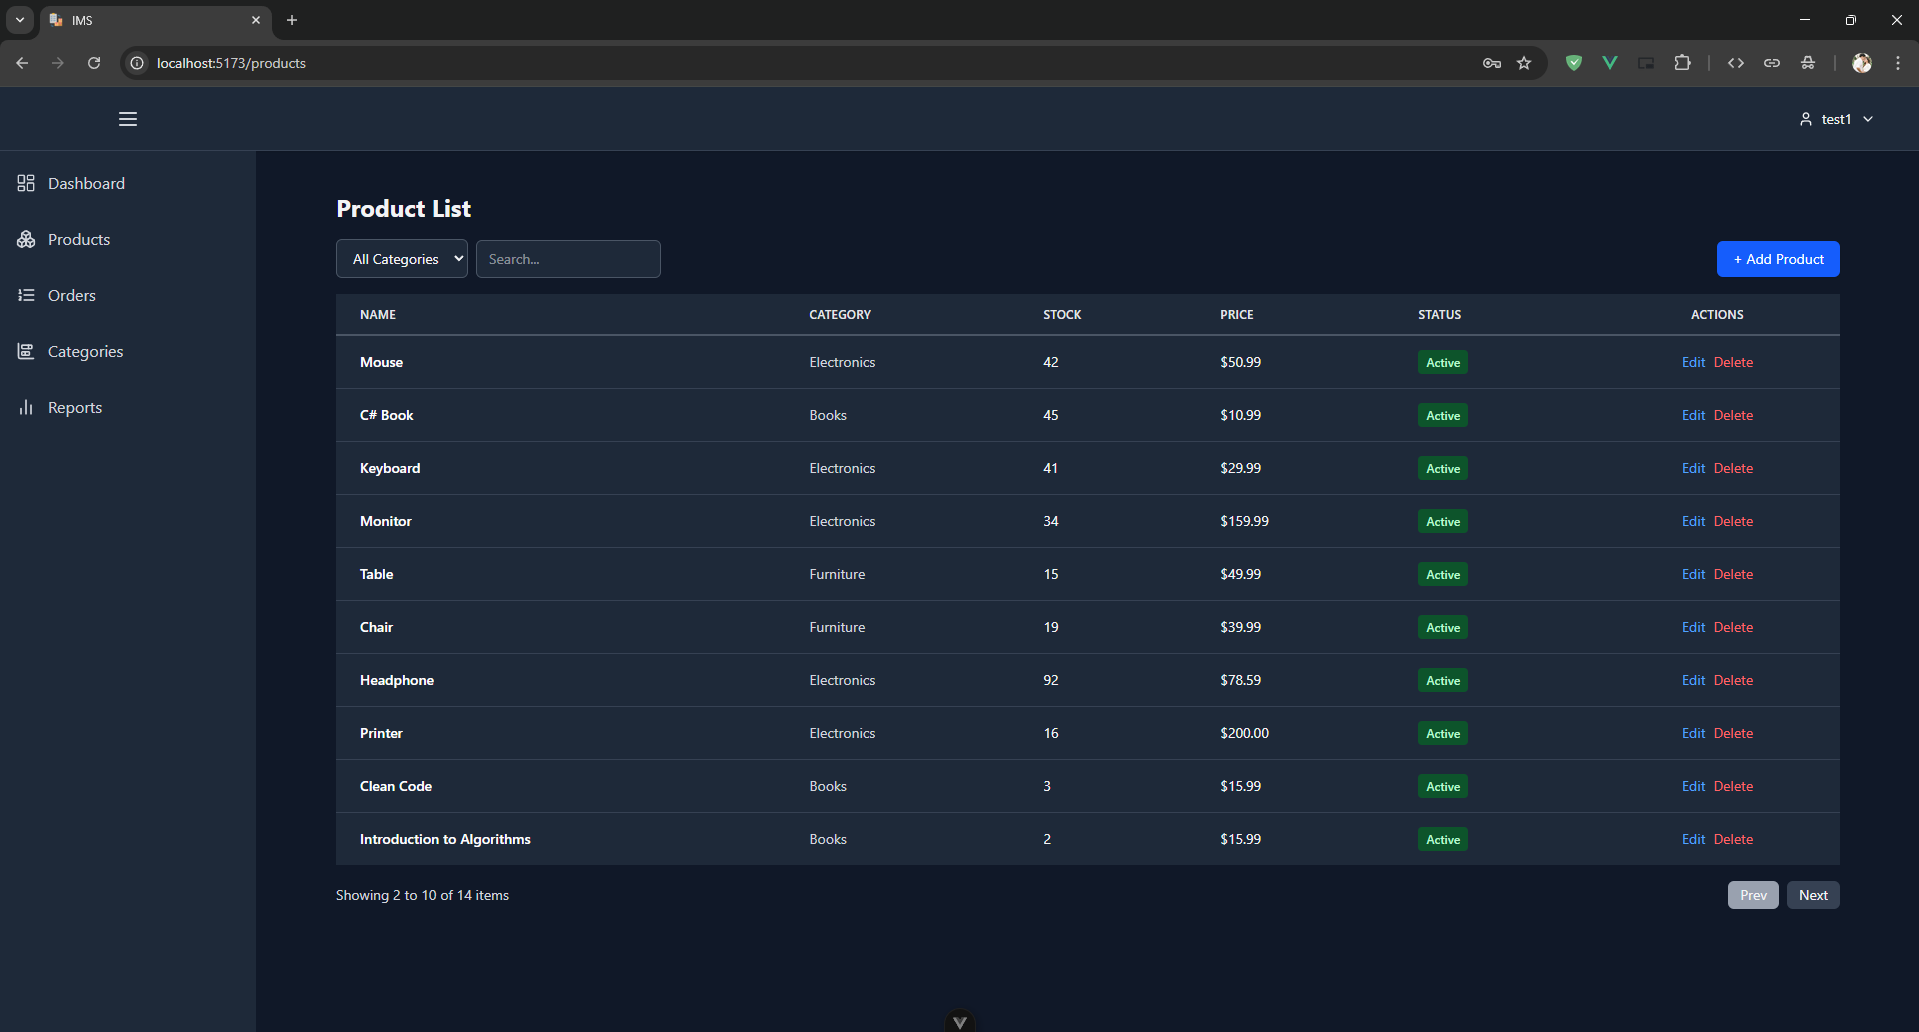 IMS
localhost:5173/products
test1
Dashboard
Products
Orders
Categories
Reports
Product List
All Categories Search... + Add Product
NAME CATEGORY STOCK PRICE STATUS ACTIONS
Mouse Electronics 42 $50.99 Active Edit Delete
C# Book Books 45 $10.99 Active Edit Delete
Keyboard Electronics 41 $29.99 Active Edit Delete
Monitor Electronics 34 $159.99 Active Edit Delete
Table Furniture 15 $49.99 Active Edit Delete
Chair Furniture 19 $39.99 Active Edit Delete
Headphone Electronics 92 $78.59 Active Edit Delete
Printer Electronics 16 $200.00 Active Edit Delete
Clean Code Books 3 $15.99 Active Edit Delete
Introduction to Algorithms Books 2 $15.99 Active Edit Delete
Showing 2 to 10 of 14 items Prev Next